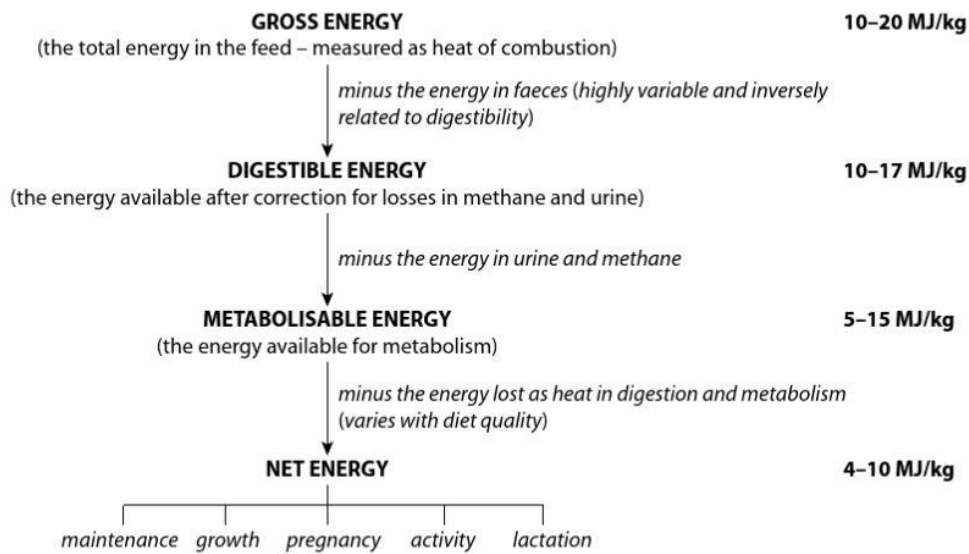 GROSS ENERGY 10–20 MJ/kg
(the total energy in the feed – measured as heat of combustion)
minus the energy in faeces (highly variable and inversely
related to digestibility)
DIGESTIBLE ENERGY 10–17 MJ/kg
(the energy available after correction for losses in methane and urine)
minus the energy in urine and methane
METABOLISABLE ENERGY 5–15 MJ/kg
(the energy available for metabolism)
minus the energy lost as heat in digestion and metabolism
(varies with diet quality)
NET ENERGY 4–10 MJ/kg
maintenance growth pregnancy activity lactation